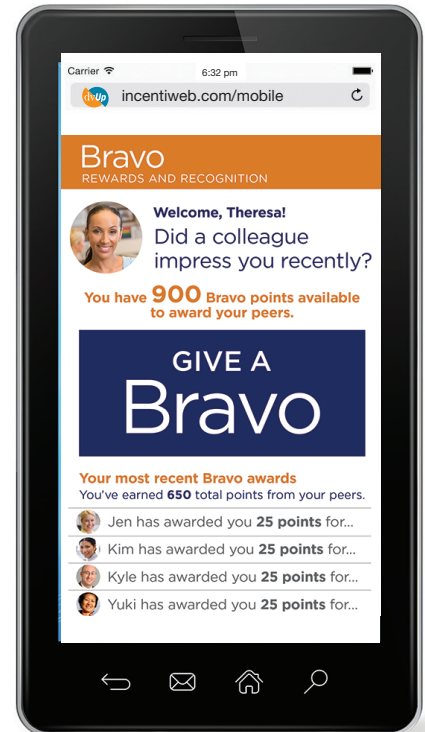 Carrier 6:32 pm
dvUp incentiweb.com/mobile
Bravo
REWARDS AND RECOGNITION
Welcome, Theresa!
Did a colleague
impress you recently?
You have 900 Bravo points available
to award your peers.
GIVE A
Bravo
Your most recent Bravo awards
You've earned 650 total points from your peers.
Jen has awarded you 25 points for...
Kim has awarded you 25 points for...
Kyle has awarded you 25 points for...
Yuki has awarded you 25 points for...